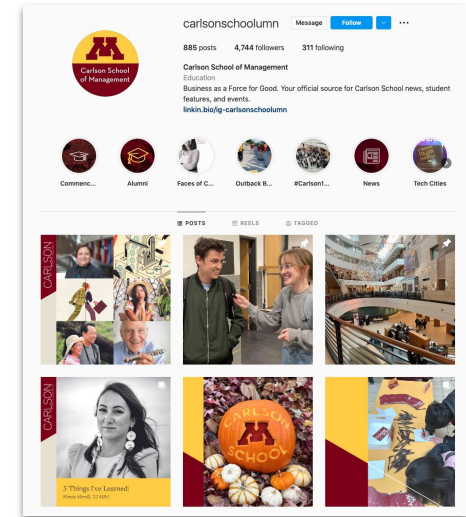 carlsonschoolumn Message Follow
885 posts 4,744 followers 311 following
Carlson School of Management
Education
Business as a Force for Good. Your official source for Carlson School news, student
features, and events.
linkin.bio/ig-carlsonschoolumn
M
Carlson School
of Management
Commenc... Alumni Faces of C... Outback B... #Carlson1... News Tech Cities
POSTS REELS TAGGED
CARLSON
CARLSON
5 Things I've Learned:
CARLSON
M
SCHOOL